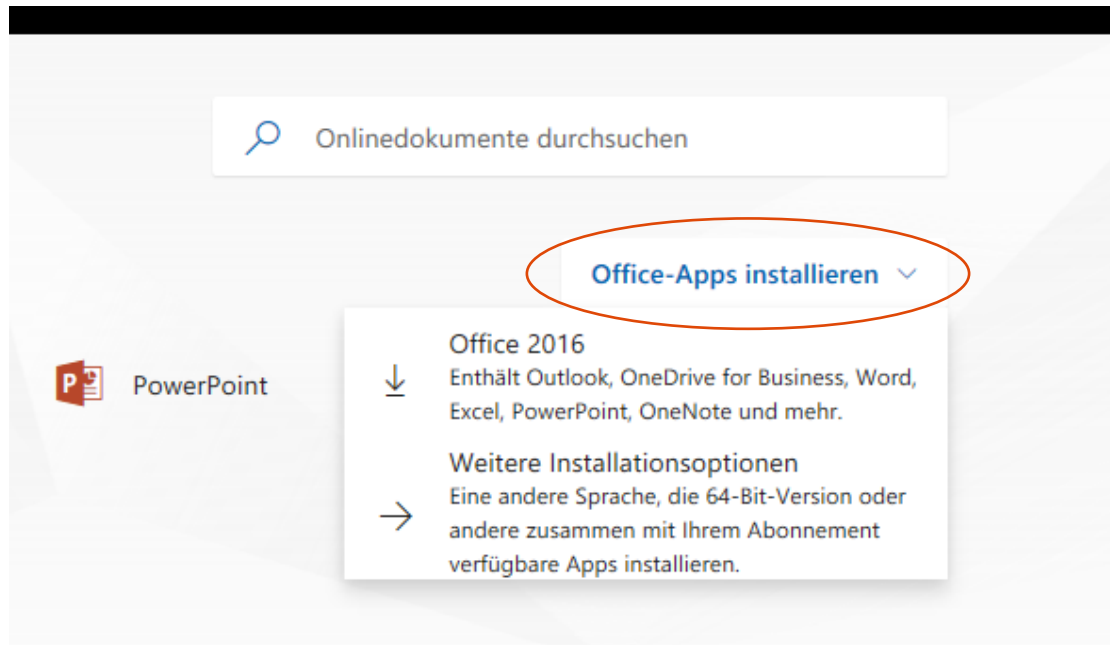 Onlinedokumente durchsuchen
Office-Apps installieren
Office 2016
Enthält Outlook, OneDrive for Business, Word,
Excel, PowerPoint, OneNote und mehr.
PowerPoint
Weitere Installationsoptionen
Eine andere Sprache, die 64-Bit-Version oder
andere zusammen mit Ihrem Abonnement
verfügbare Apps installieren.